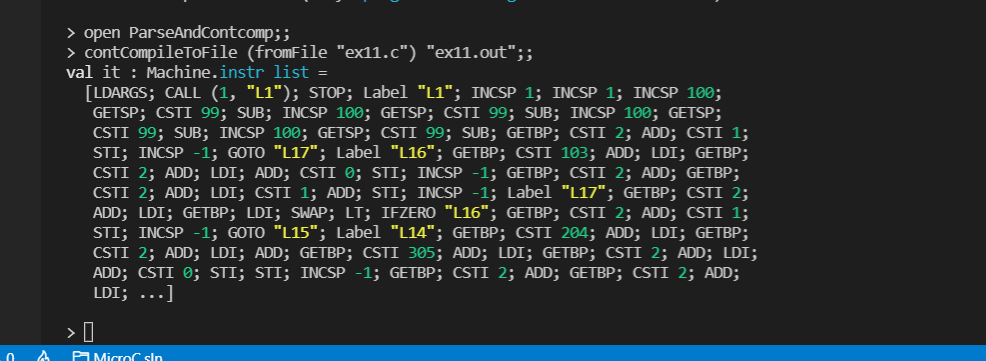 > open ParseAndContcomp;;
> contCompileToFile (fromFile "ex11.c") "ex11.out";;
val it : Machine.instr list =
[LDARGS; CALL (1, "L1"); STOP; Label "L1"; INCSP 1; INCSP 1; INCSP 100;
GETSP; CSTI 99; SUB; INCSP 100; GETSP; CSTI 99; SUB; INCSP 100; GETSP;
CSTI 99; SUB; INCSP 100; GETSP; CSTI 99; SUB; GETBP; CSTI 2; ADD; CSTI 1;
STI; INCSP -1; GOTO "L17"; Label "L16"; GETBP; CSTI 103; ADD; LDI; GETBP;
CSTI 2; ADD; LDI; ADD; CSTI 0; STI; INCSP -1; GETBP; CSTI 2; ADD; GETBP;
CSTI 2; ADD; LDI; CSTI 1; ADD; STI; INCSP -1; Label "L17"; GETBP; CSTI 2;
ADD; LDI; GETBP; LDI; SWAP; LT; IFZERO "L16"; GETBP; CSTI 2; ADD; CSTI 1;
STI; INCSP -1; GOTO "L15"; Label "L14"; GETBP; CSTI 204; ADD; LDI; GETBP;
CSTI 2; ADD; LDI; ADD; GETBP; CSTI 305; ADD; LDI; GETBP; CSTI 2; ADD; LDI;
ADD; CSTI 0; STI; STI; INCSP -1; GETBP; CSTI 2; ADD; GETBP; CSTI 2; ADD;
LDI; ...]
>
0 MicroC.sln